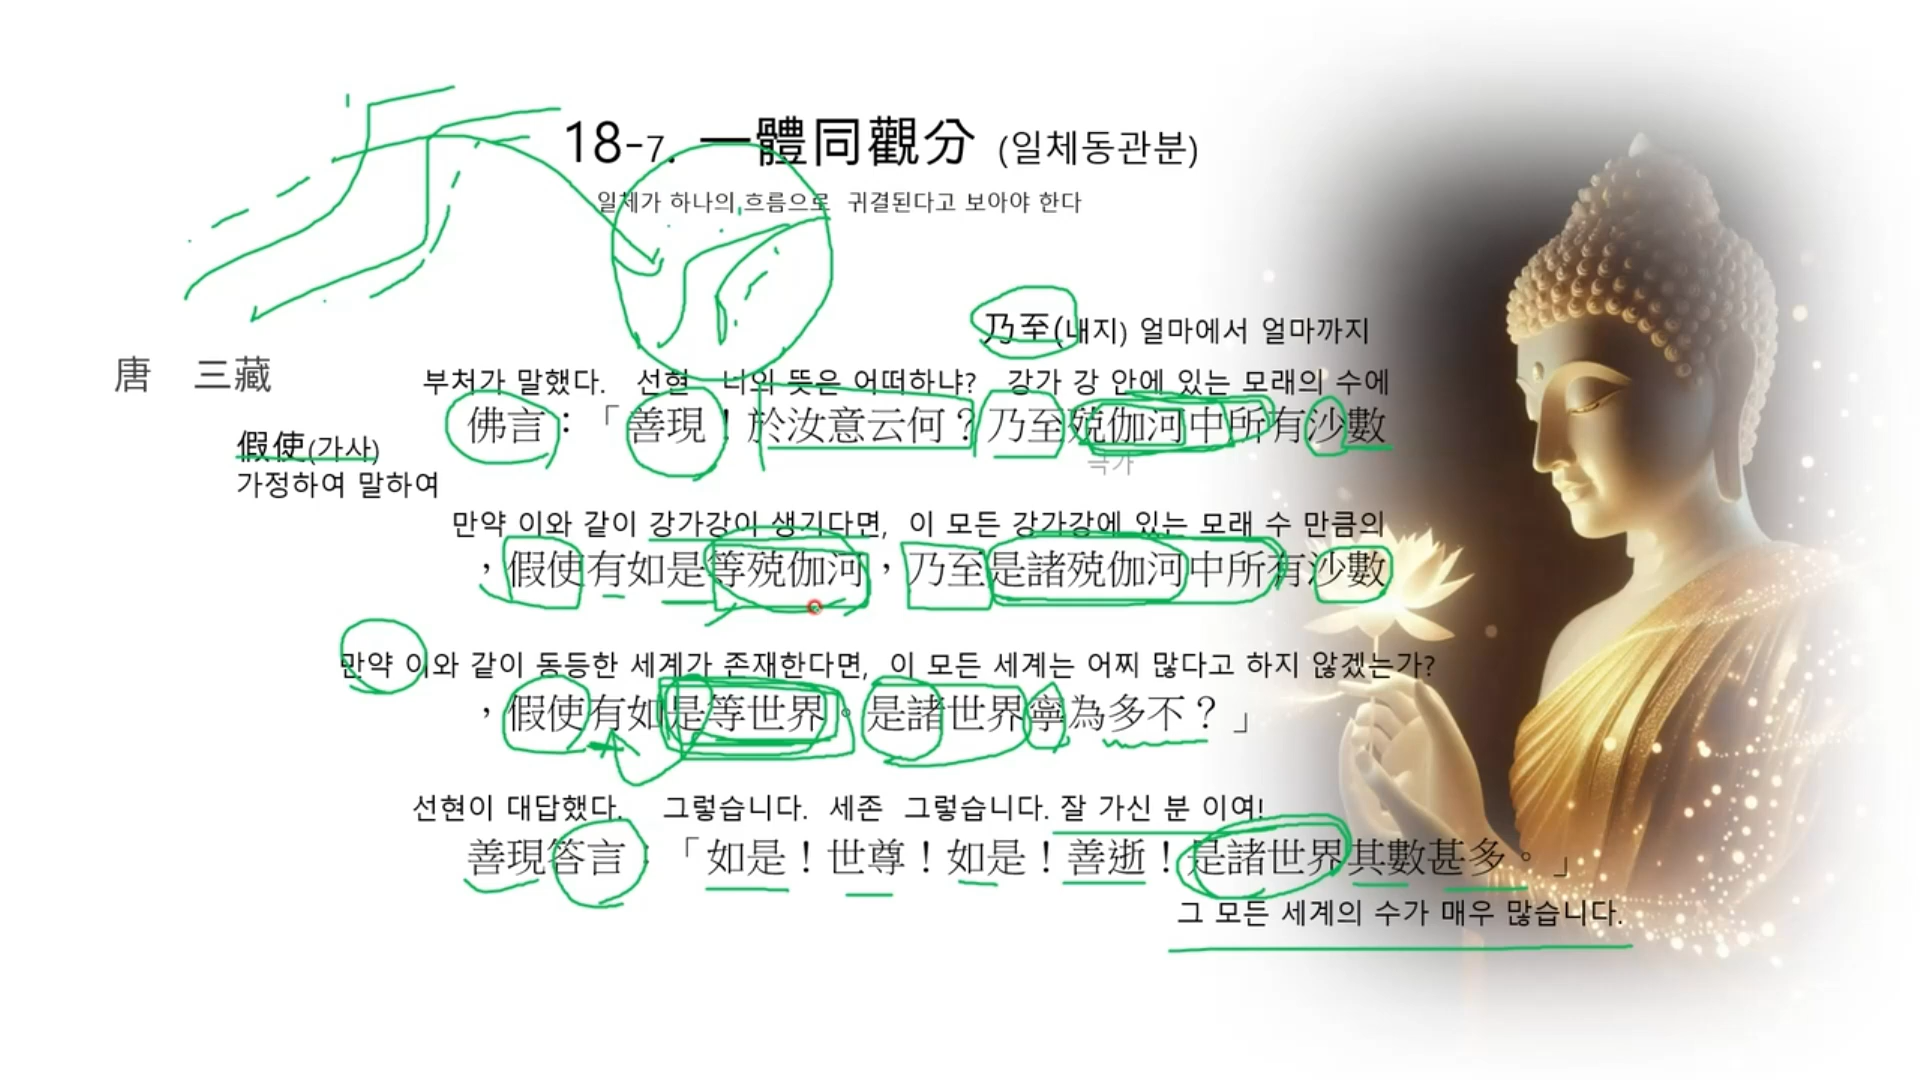 18-7. 一體同觀分 (일체동관분)
일체가 하나의 흐름으로 귀결된다고 보아야 한다
乃至(내지) 얼마에서 얼마까지
唐 三藏
부처가 말했다. 선현 너의 뜻은 어떠하냐? 강가 강 안에 있는 모래의 수에
佛言：「善現！於汝意云何？乃至殑伽河中所有沙數
극가
假使(가사)
가정하여 말하여
만약 이와 같이 강가강이 생기다면, 이 모든 강가강에 있는 모래 수 만큼의
，假使有如是等殑伽河，乃至是諸殑伽河中所有沙數
만약 이와 같이 동등한 세계가 존재한다면, 이 모든 세계는 어찌 많다고 하지 않겠는가?
，假使有如是等世界。是諸世界寧為多不？」
선현이 대답했다. 그렇습니다. 세존 그렇습니다. 잘 가신 분 이여!
善現答言：「如是！世尊！如是！善逝！是諸世界其數甚多。」
그 모든 세계의 수가 매우 많습니다.